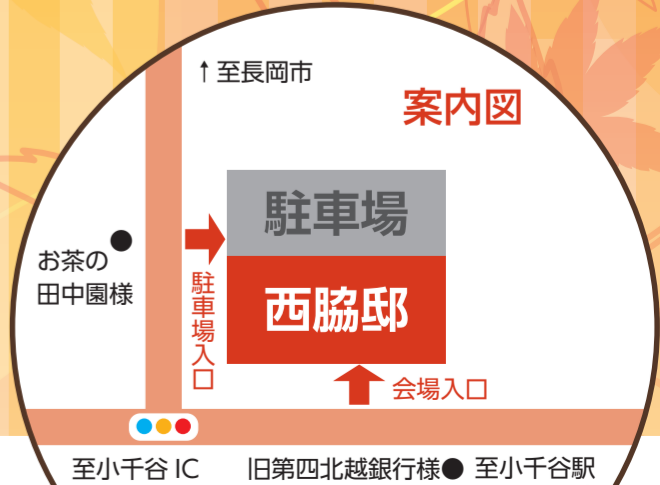 ↑至長岡市
案内図
駐車場
お茶の
田中園様
駐車場入口
西脇邸
会場入口
至小千谷 IC
旧第四北越銀行様● 至小千谷駅